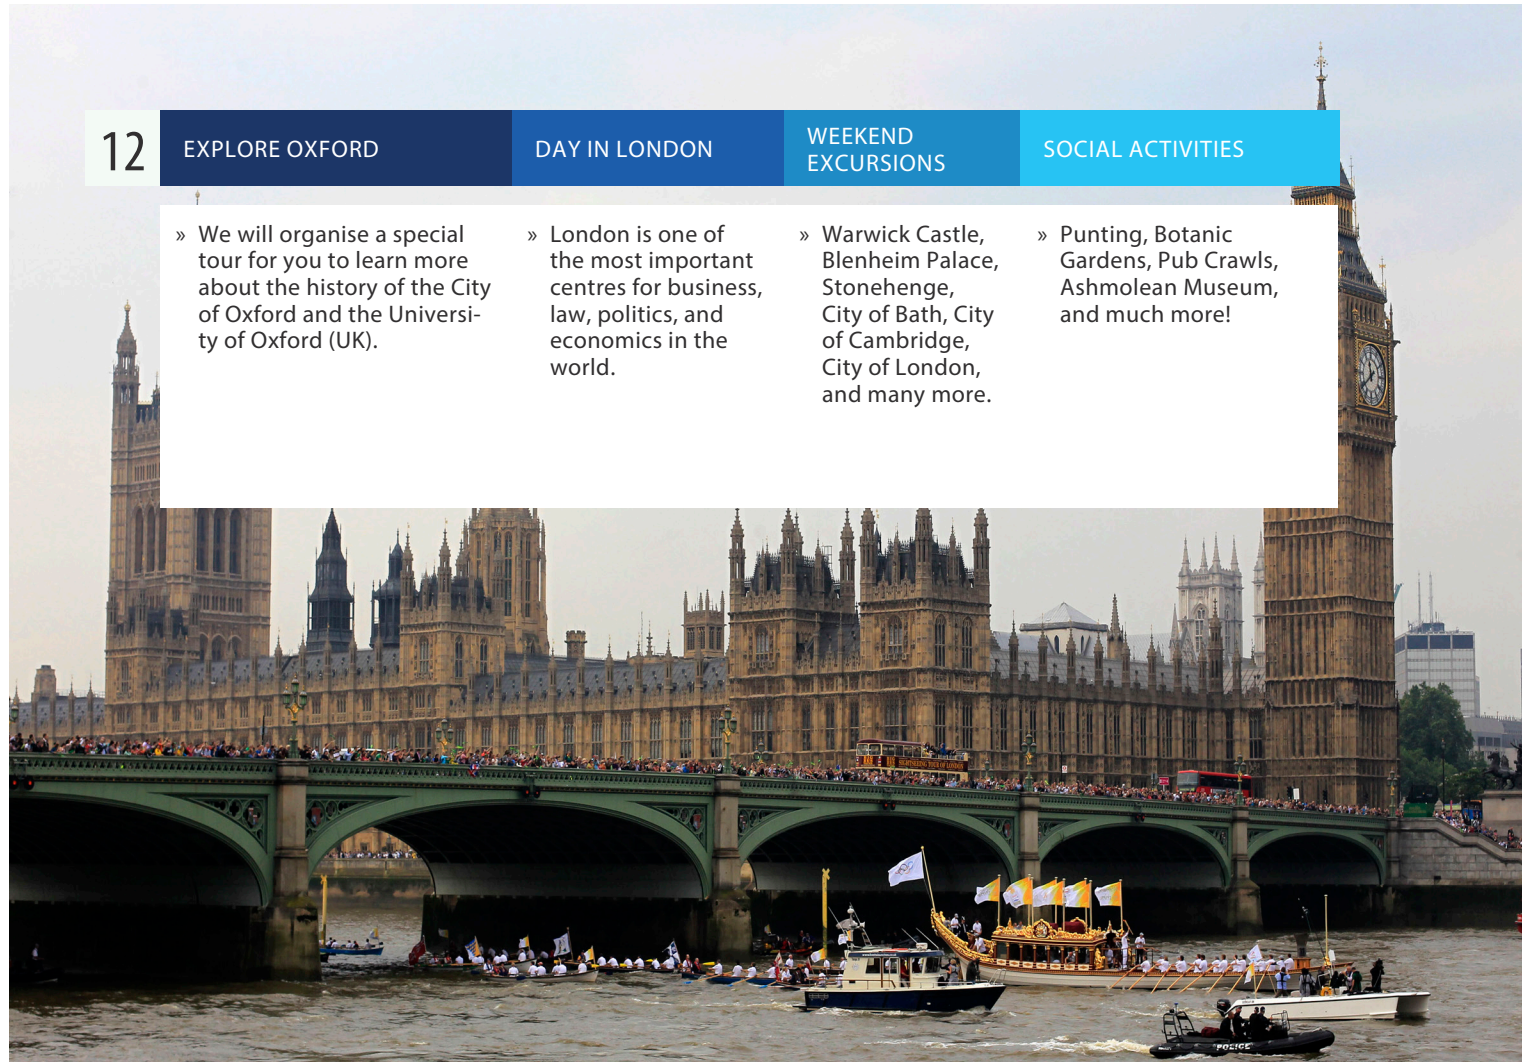 12
EXPLORE OXFORD
DAY IN LONDON
WEEKEND
EXCURSIONS
SOCIAL ACTIVITIES
» We will organise a special
tour for you to learn more
about the history of the City
of Oxford and the Universi-
ty of Oxford (UK).
» London is one of
the most important
centres for business,
law, politics, and
economics in the
world.
» Warwick Castle,
Blenheim Palace,
Stonehenge,
City of Bath, City
of Cambridge,
City of London,
and many more.
» Punting, Botanic
Gardens, Pub Crawls,
Ashmolean Museum,
and much more!
SIGHTSEEING TOUR OF LONDON
POLICE